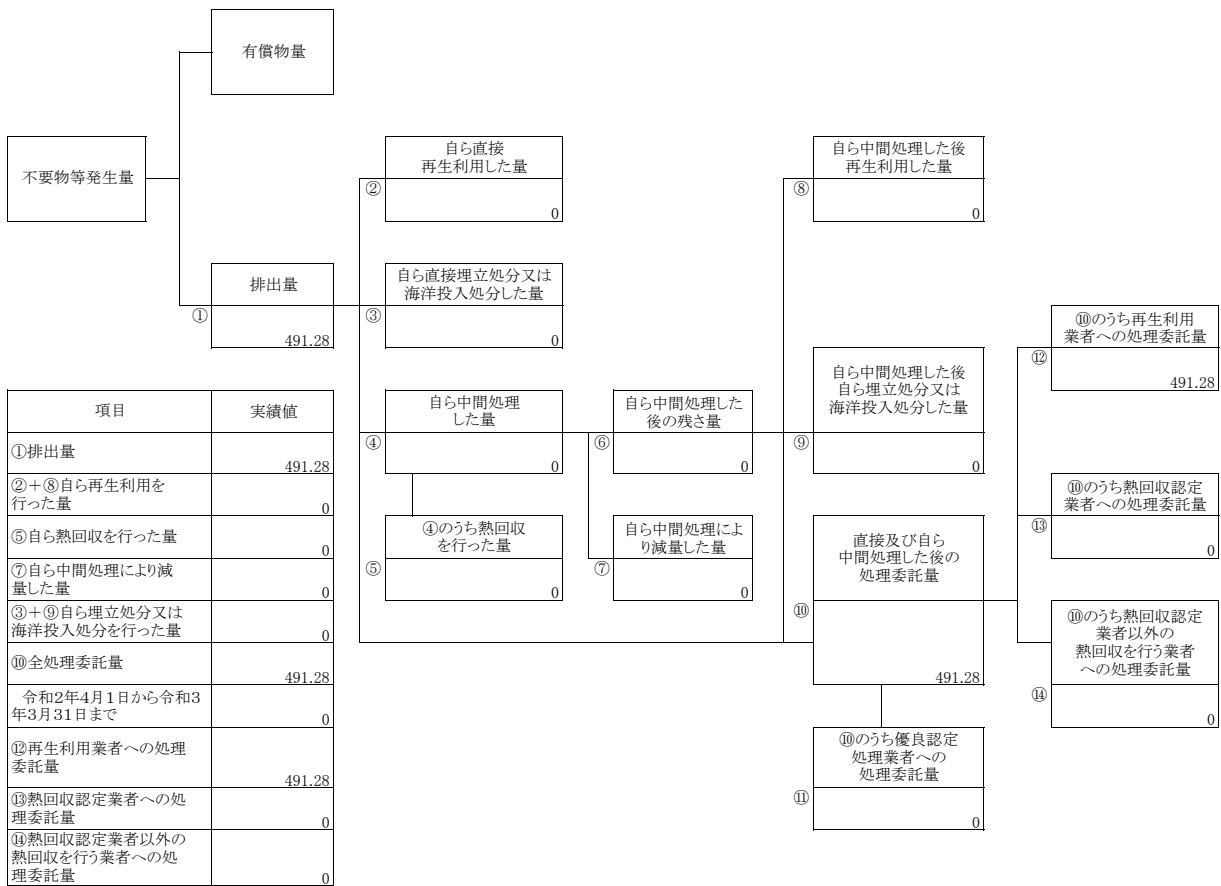 有償物量
不要物等発生量
自ら直接
再生利用した量
②
0
自ら中間処理した後
再生利用した量
⑧
0
排出量
①
491.28
自ら直接埋立処分又は
海洋投入処分した量
③
0
⑩のうち再生利用
業者への処理委託量
⑫
491.28
自ら中間処理
した量
④
0
自ら中間処理した
後の残さ量
⑥
0
自ら中間処理した後
自ら埋立処分又は
海洋投入処分した量
⑨
0
⑩のうち熱回収認定
業者への処理委託量
⑬
0
④のうち熱回収
を行った量
⑤
0
自ら中間処理によ
り減量した量
⑦
0
直接及び自ら
中間処理した後の
処理委託量
⑩
491.28
⑩のうち熱回収認定
業者以外の
熱回収を行う業者
への処理委託量
⑭
0
⑩のうち優良認定
処理業者への
処理委託量
⑪
0
項目 実績値
①排出量
491.28
②+⑧自ら再生利用を
行った量
0
⑤自ら熱回収を行った量
0
⑦自ら中間処理により減
量した量
0
③+⑨自ら埋立処分又は
海洋投入処分を行った量
0
⑩全処理委託量
491.28
令和2年4月1日から令和3
年3月31日まで
0
⑫再生利用業者への処理
委託量
491.28
⑬熱回収認定業者への処
理委託量
0
⑭熱回収認定業者以外の
熱回収を行う業者への処
理委託量
0